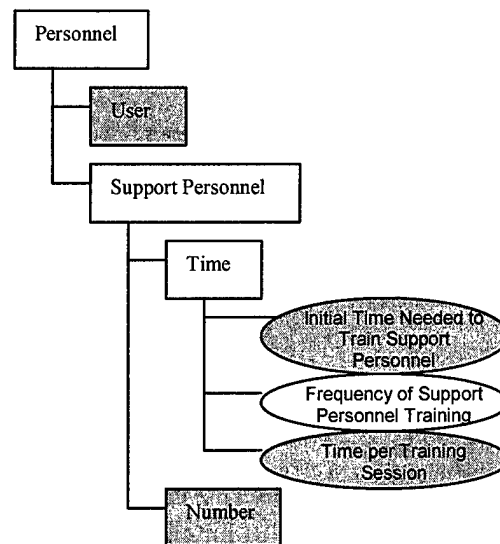 Personnel
User
Support Personnel
Time
Initial Time Needed to
Train Support
Personnel
Frequency of Support
Personnel Training
Time per Training
Session
Number